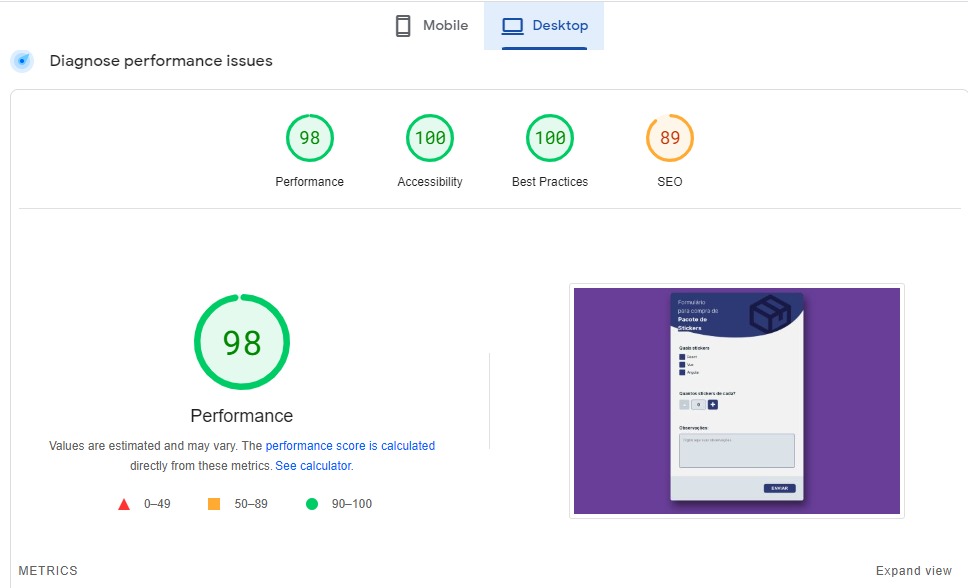 Mobile
Desktop
Diagnose performance issues
98
100
100
89
Performance
Accessibility
Best Practices
SEO
98
Performance
Values are estimated and may vary. The performance score is calculated
directly from these metrics. See calculator.
0–49
50–89
90–100
Formulário
para compra de
Pacote de
Stickers
Quais stickers
React
Vue
Angular
Quantos stickers de cada?
- 0 +
Observações:
ENVIAR
METRICS
Expand view